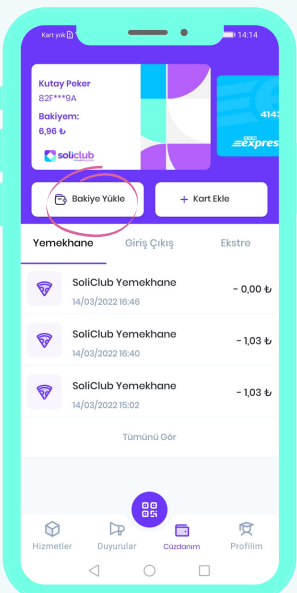 Kart yok
14:14
Kutay Peker
82F***9A
Bakiyem:
6,96 ₺
soliclub
4143
express
Bakiye Yükle
+ Kart Ekle
Yemekhane Giriş Çıkış Ekstre
SoliClub Yemekhane
14/03/2022 16:46
- 0,00 ₺
SoliClub Yemekhane
14/03/2022 16:40
- 1,03 ₺
SoliClub Yemekhane
14/03/2022 15:02
- 1,03 ₺
Tümünü Gör
Hizmetler Duyurular Cüzdanım Profilim